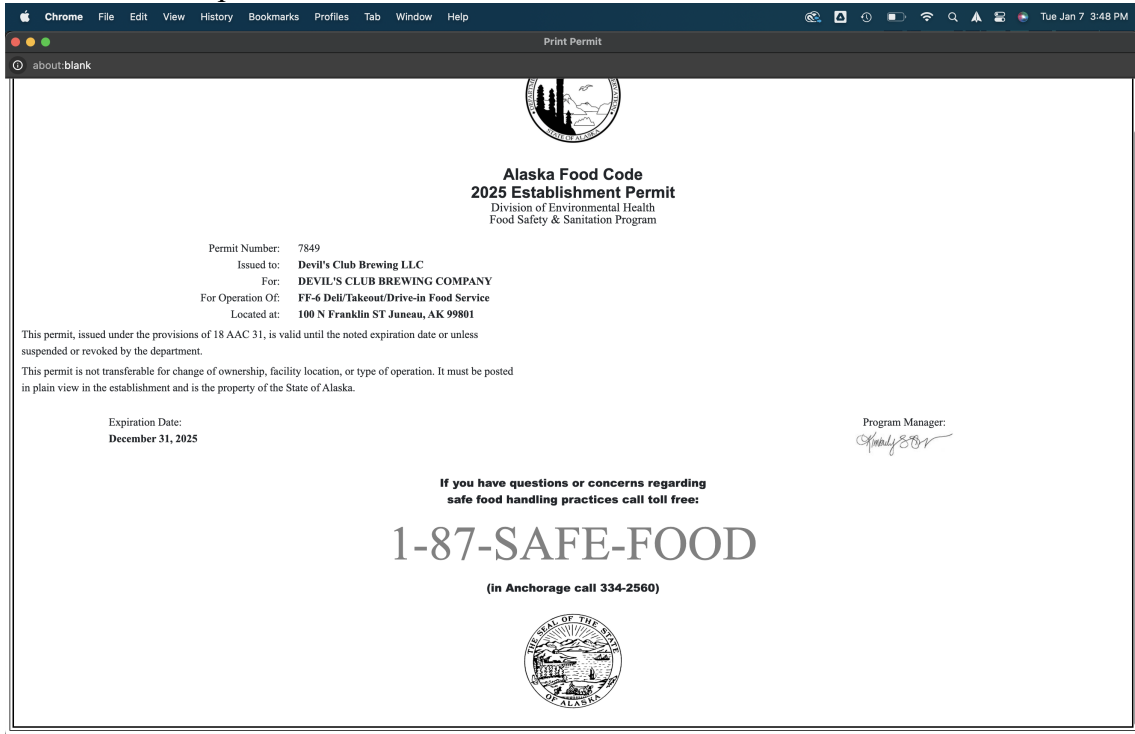 Chrome File Edit View History Bookmarks Profiles Tab Window Help Tue Jan 7 3:48 PM
Print Permit
about:blank
STATE OF ALASKA
Alaska Food Code
2025 Establishment Permit
Division of Environmental Health
Food Safety & Sanitation Program
Permit Number: 7849
Issued to: Devil's Club Brewing LLC
For: DEVIL'S CLUB BREWING COMPANY
For Operation Of: FF-6 Deli/Takeout/Drive-in Food Service
Located at: 100 N Franklin ST Juneau, AK 99801
This permit, issued under the provisions of 18 AAC 31, is valid until the noted expiration date or unless
suspended or revoked by the department.
This permit is not transferable for change of ownership, facility location, or type of operation. It must be posted
in plain view in the establishment and is the property of the State of Alaska.
Expiration Date:
December 31, 2025
Program Manager:
If you have questions or concerns regarding
safe food handling practices call toll free:
1-87-SAFE-FOOD
(in Anchorage call 334-2560)
THE SEAL OF THE STATE OF ALASKA